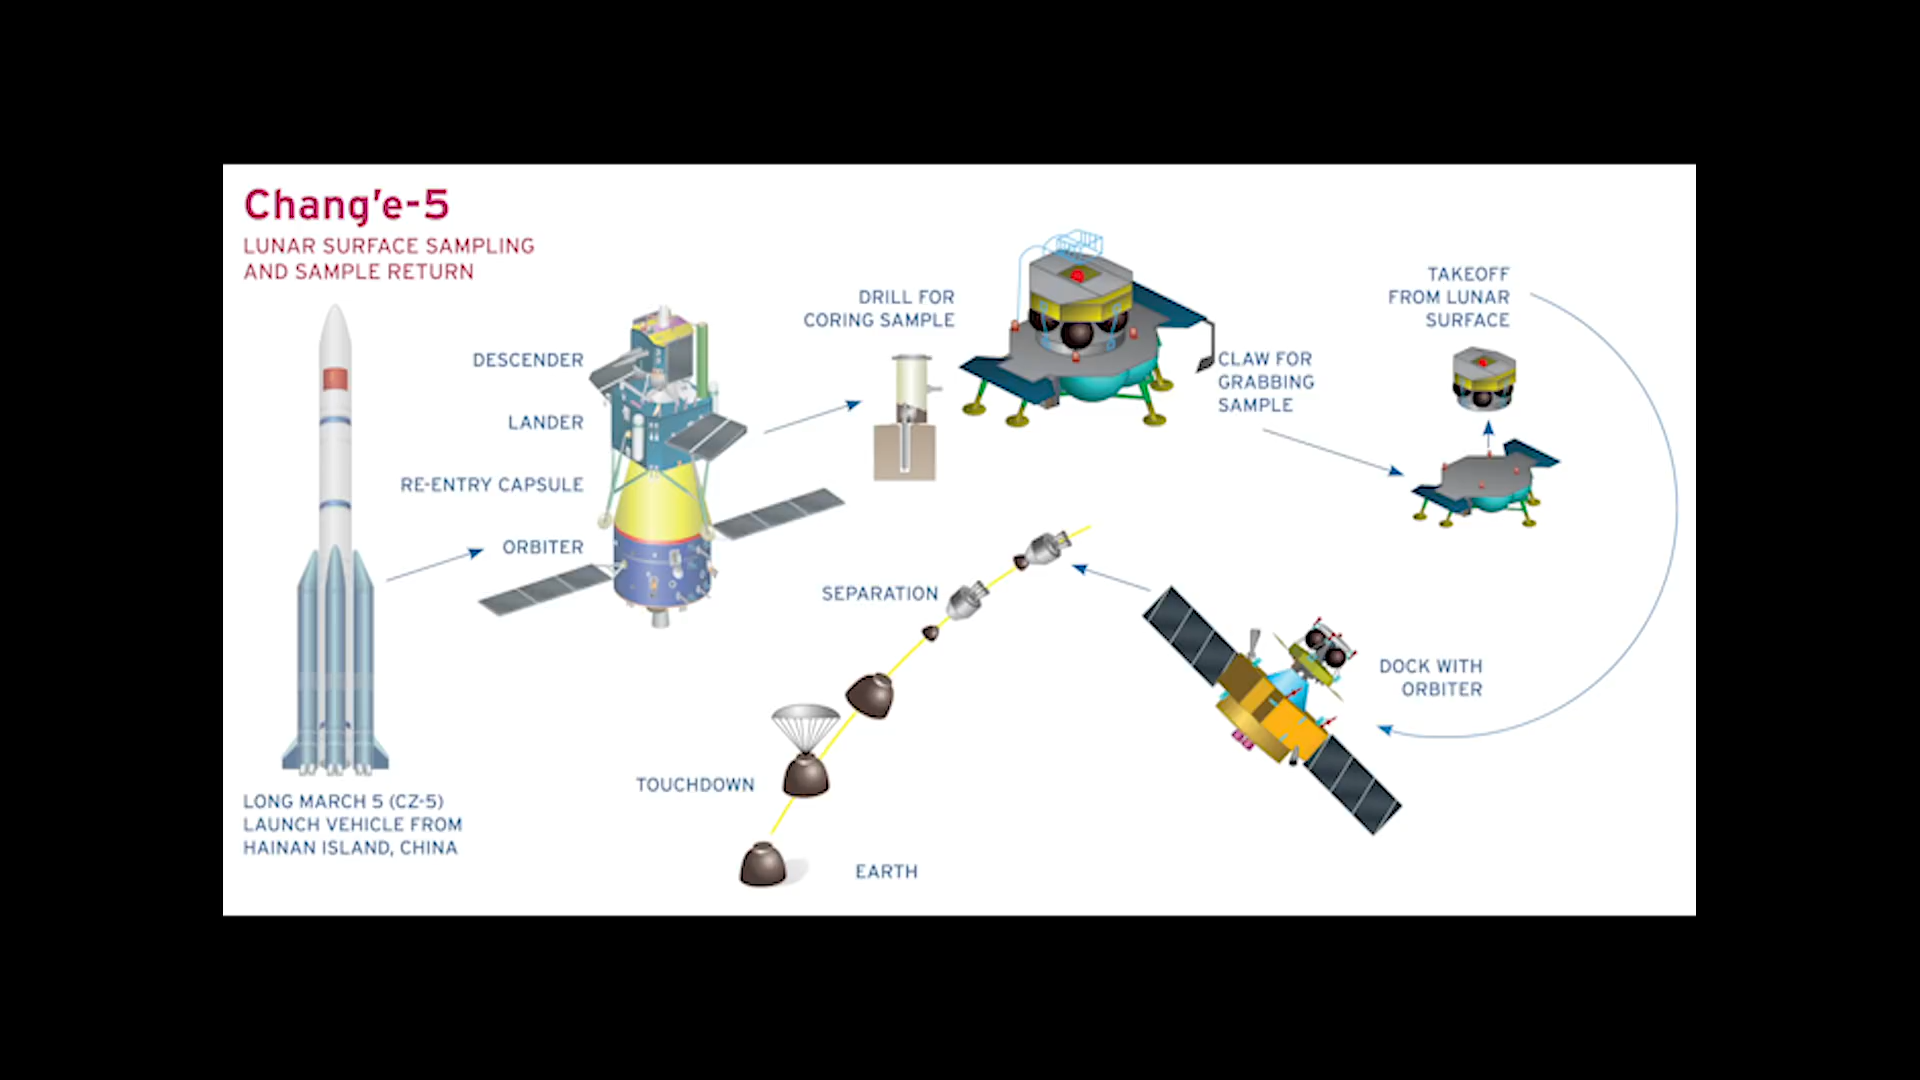 Chang'e-5
LUNAR SURFACE SAMPLING
AND SAMPLE RETURN
LONG MARCH 5 (CZ-5)
LAUNCH VEHICLE FROM
HAINAN ISLAND, CHINA
DESCENDER
LANDER
RE-ENTRY CAPSULE
ORBITER
DRILL FOR
CORING SAMPLE
CLAW FOR
GRABBING
SAMPLE
TAKEOFF
FROM LUNAR
SURFACE
DOCK WITH
ORBITER
SEPARATION
TOUCHDOWN
EARTH